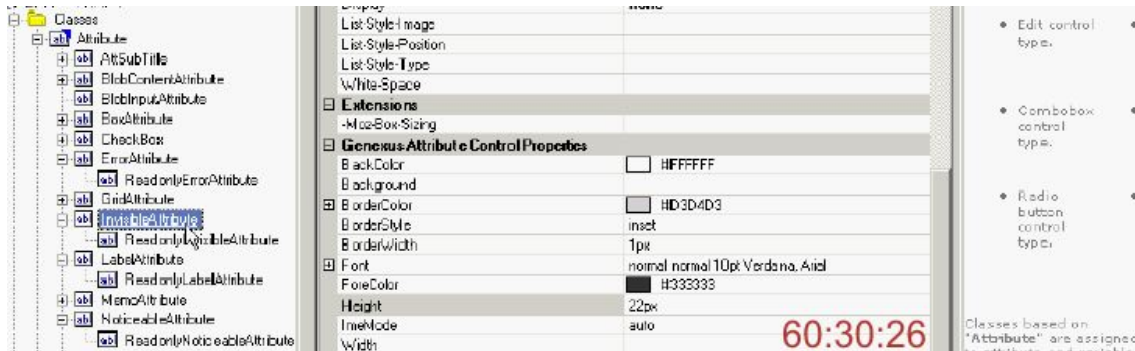 Classes
Attribute
AttSubTitle
BlobContentAttribute
BlobInputAttribute
BoxAttribute
CheckBox
ErrorAttribute
ReadonlyErrorAttribute
GridAttribute
InvisibleAttribute
ReadonlyInvisibleAttribute
LabelAttribute
ReadonlyLabelAttribute
MemoAttribute
NoticeableAttribute
ReadonlyNoticeableAttribute
Display none
List-Style-Image
List-Style-Position
List-Style-Type
White-Space
Extensions
-Moz-Box-Sizing
Genexus Attribute Control Properties
BackColor #FFFFFF
Background
BorderColor #D3D4D3
BorderStyle inset
BorderWidth 1px
Font normal normal 10pt Verdana, Arial
ForeColor #333333
Height 22px
ImeMode auto
Width
60:30:26
Edit control
type.
Combobox
control
type.
Radio
button
control
type.
Classes based on
"Attribute" are assigned